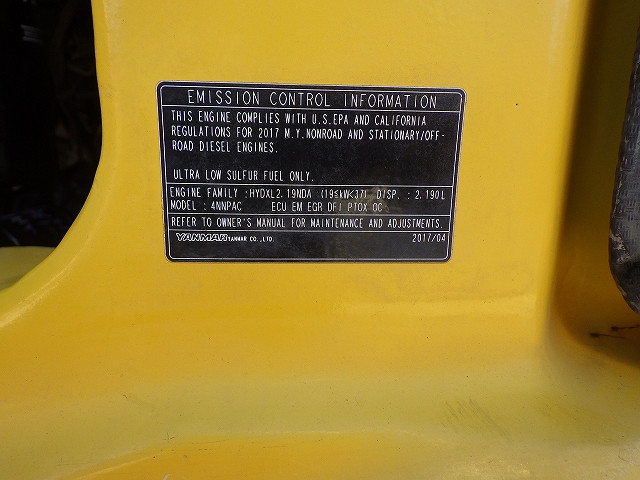 EMISSION CONTROL INFORMATION
THIS ENGINE COMPLIES WITH U.S.EPA AND CALIFORNIA
REGULATIONS FOR 2017 M.Y.NONROAD AND STATIONARY/OFF-
ROAD DIESEL ENGINES.
ULTRA LOW SULFUR FUEL ONLY.
ENGINE FAMILY :HYDXL2.19NDA (19≤kW<37) DISP. : 2.190L
MODEL : 4NNPAC ECU EM EGR DFI PTOX OC
REFER TO OWNER'S MANUAL FOR MAINTENANCE AND ADJUSTMENTS.
YANMAR YANMAR CO.,LTD. 2017/04